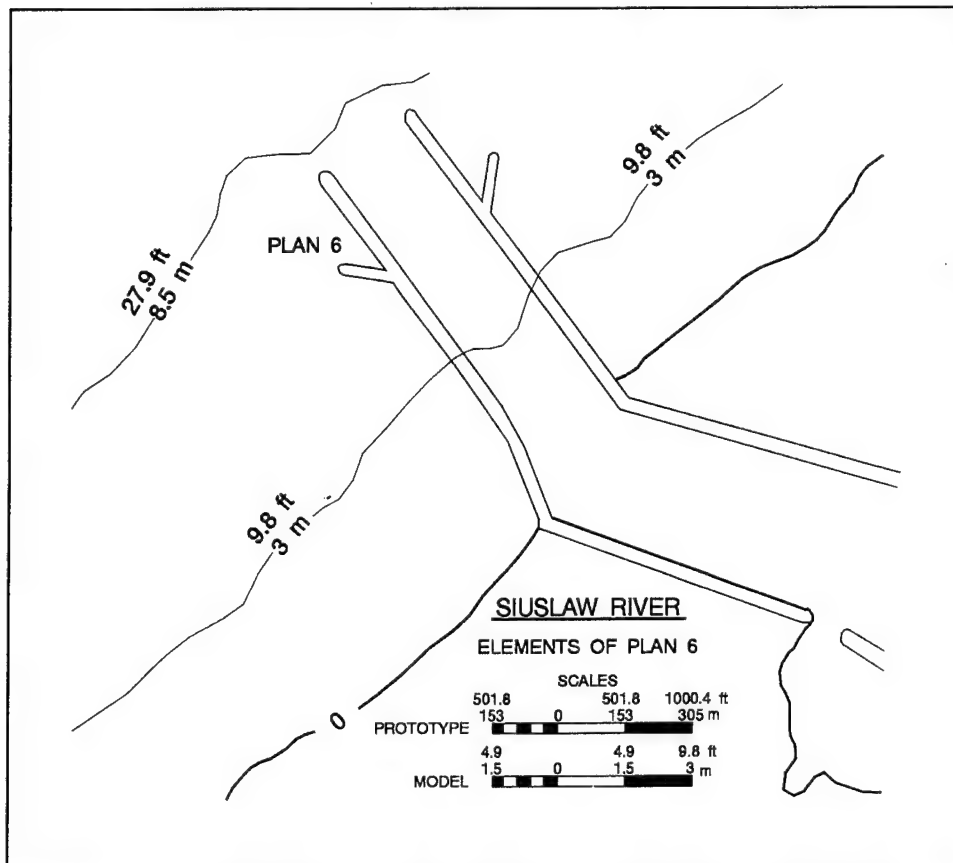 9.8 ft
3 m
PLAN 6
27.9 ft
8.5 m
9.8 ft
3 m
0
SIUSLAW RIVER
ELEMENTS OF PLAN 6
SCALES
501.8 501.8 1000.4 ft
153 0 153 305 m
PROTOTYPE
4.9 4.9 9.8 ft
1.5 0 1.5 3 m
MODEL